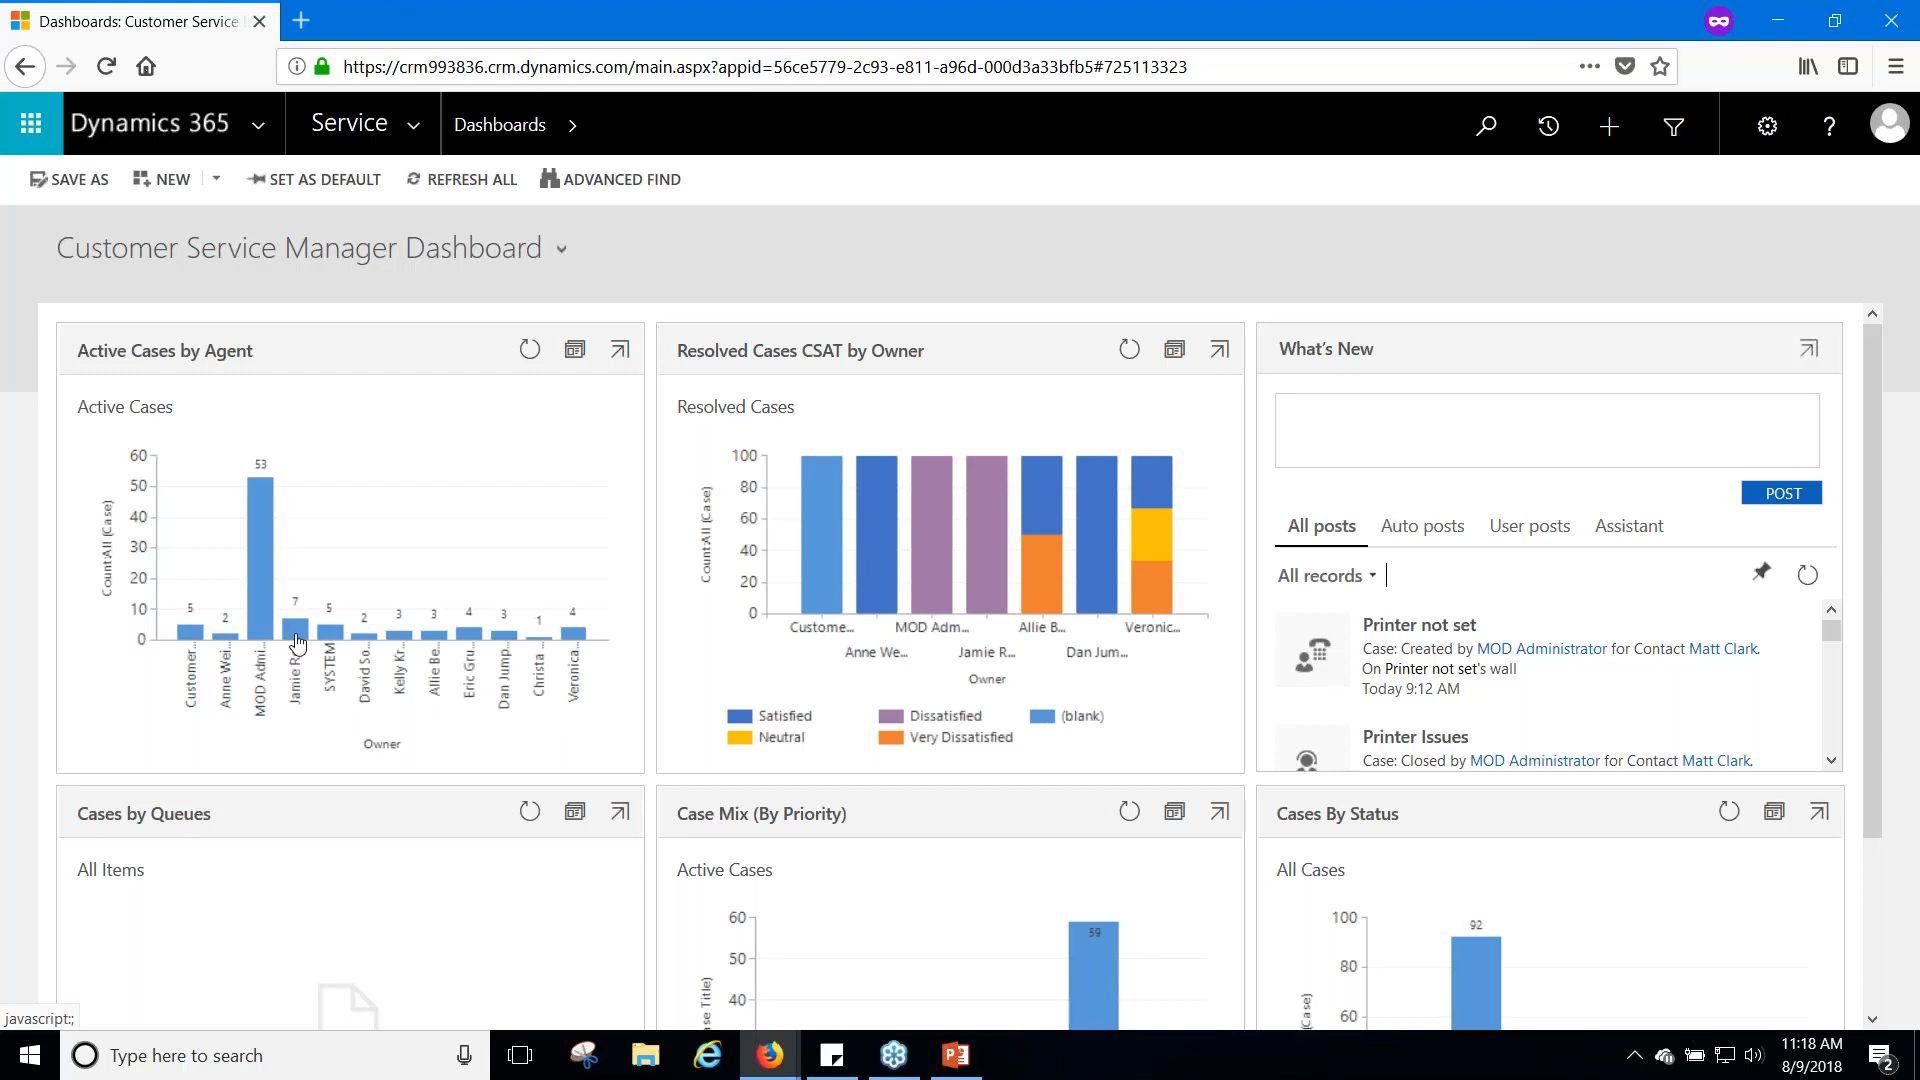 Dashboards: Customer Service
https://crm993836.crm.dynamics.com/main.aspx?appid=56ce5779-2c93-e811-a96d-000d3a33bfb5#725113323
Dynamics 365
Service
Dashboards
SAVE AS
NEW
SET AS DEFAULT
REFRESH ALL
ADVANCED FIND
Customer Service Manager Dashboard
Active Cases by Agent
Active Cases
60
50
40
30
20
10
0
Count:All (Case)
5
2
53
7
5
2
3
3
4
3
1
4
Customer...
Anne Wei...
MOD Admi...
Jamie R...
SYSTEM
David So...
Kelly Kr...
Allie Be...
Eric Gru...
Dan Jump...
Christa ...
Veronica...
Owner
Resolved Cases CSAT by Owner
Resolved Cases
100
80
60
40
20
0
Count:All (Case)
Custome...
Anne We...
MOD Adm...
Jamie R...
Allie B...
Dan Jum...
Veronic...
Owner
Satisfied
Dissatisfied
(blank)
Neutral
Very Dissatisfied
What's New
POST
All posts
Auto posts
User posts
Assistant
All records
Printer not set
Case: Created by MOD Administrator for Contact Matt Clark.
On Printer not set's wall
Today 9:12 AM
Printer Issues
Case: Closed by MOD Administrator for Contact Matt Clark.
Cases by Queues
All Items
Case Mix (By Priority)
Active Cases
60
50
40
ase Title)
59
Cases By Status
All Cases
100
80
60
(Case)
92
javascript:;
Type here to search
11:18 AM
8/9/2018
2